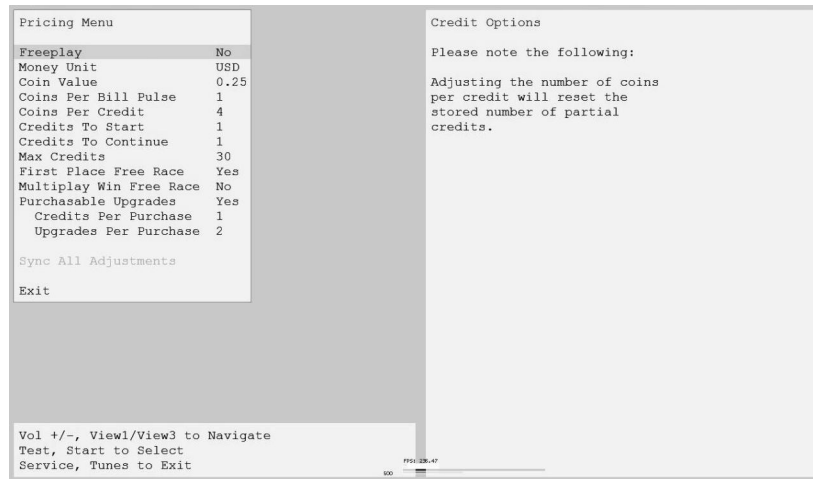 Pricing Menu
Freeplay No
Money Unit USD
Coin Value 0.25
Coins Per Bill Pulse 1
Coins Per Credit 4
Credits To Start 1
Credits To Continue 1
Max Credits 30
First Place Free Race Yes
Multiplay Win Free Race No
Purchasable Upgrades Yes
Credits Per Purchase 1
Upgrades Per Purchase 2
Sync All Adjustments
Exit
Credit Options
Please note the following:
Adjusting the number of coins
per credit will reset the
stored number of partial
credits.
Vol +/-, View1/View3 to Navigate
Test, Start to Select
Service, Tunes to Exit
FPS: 236.47
600